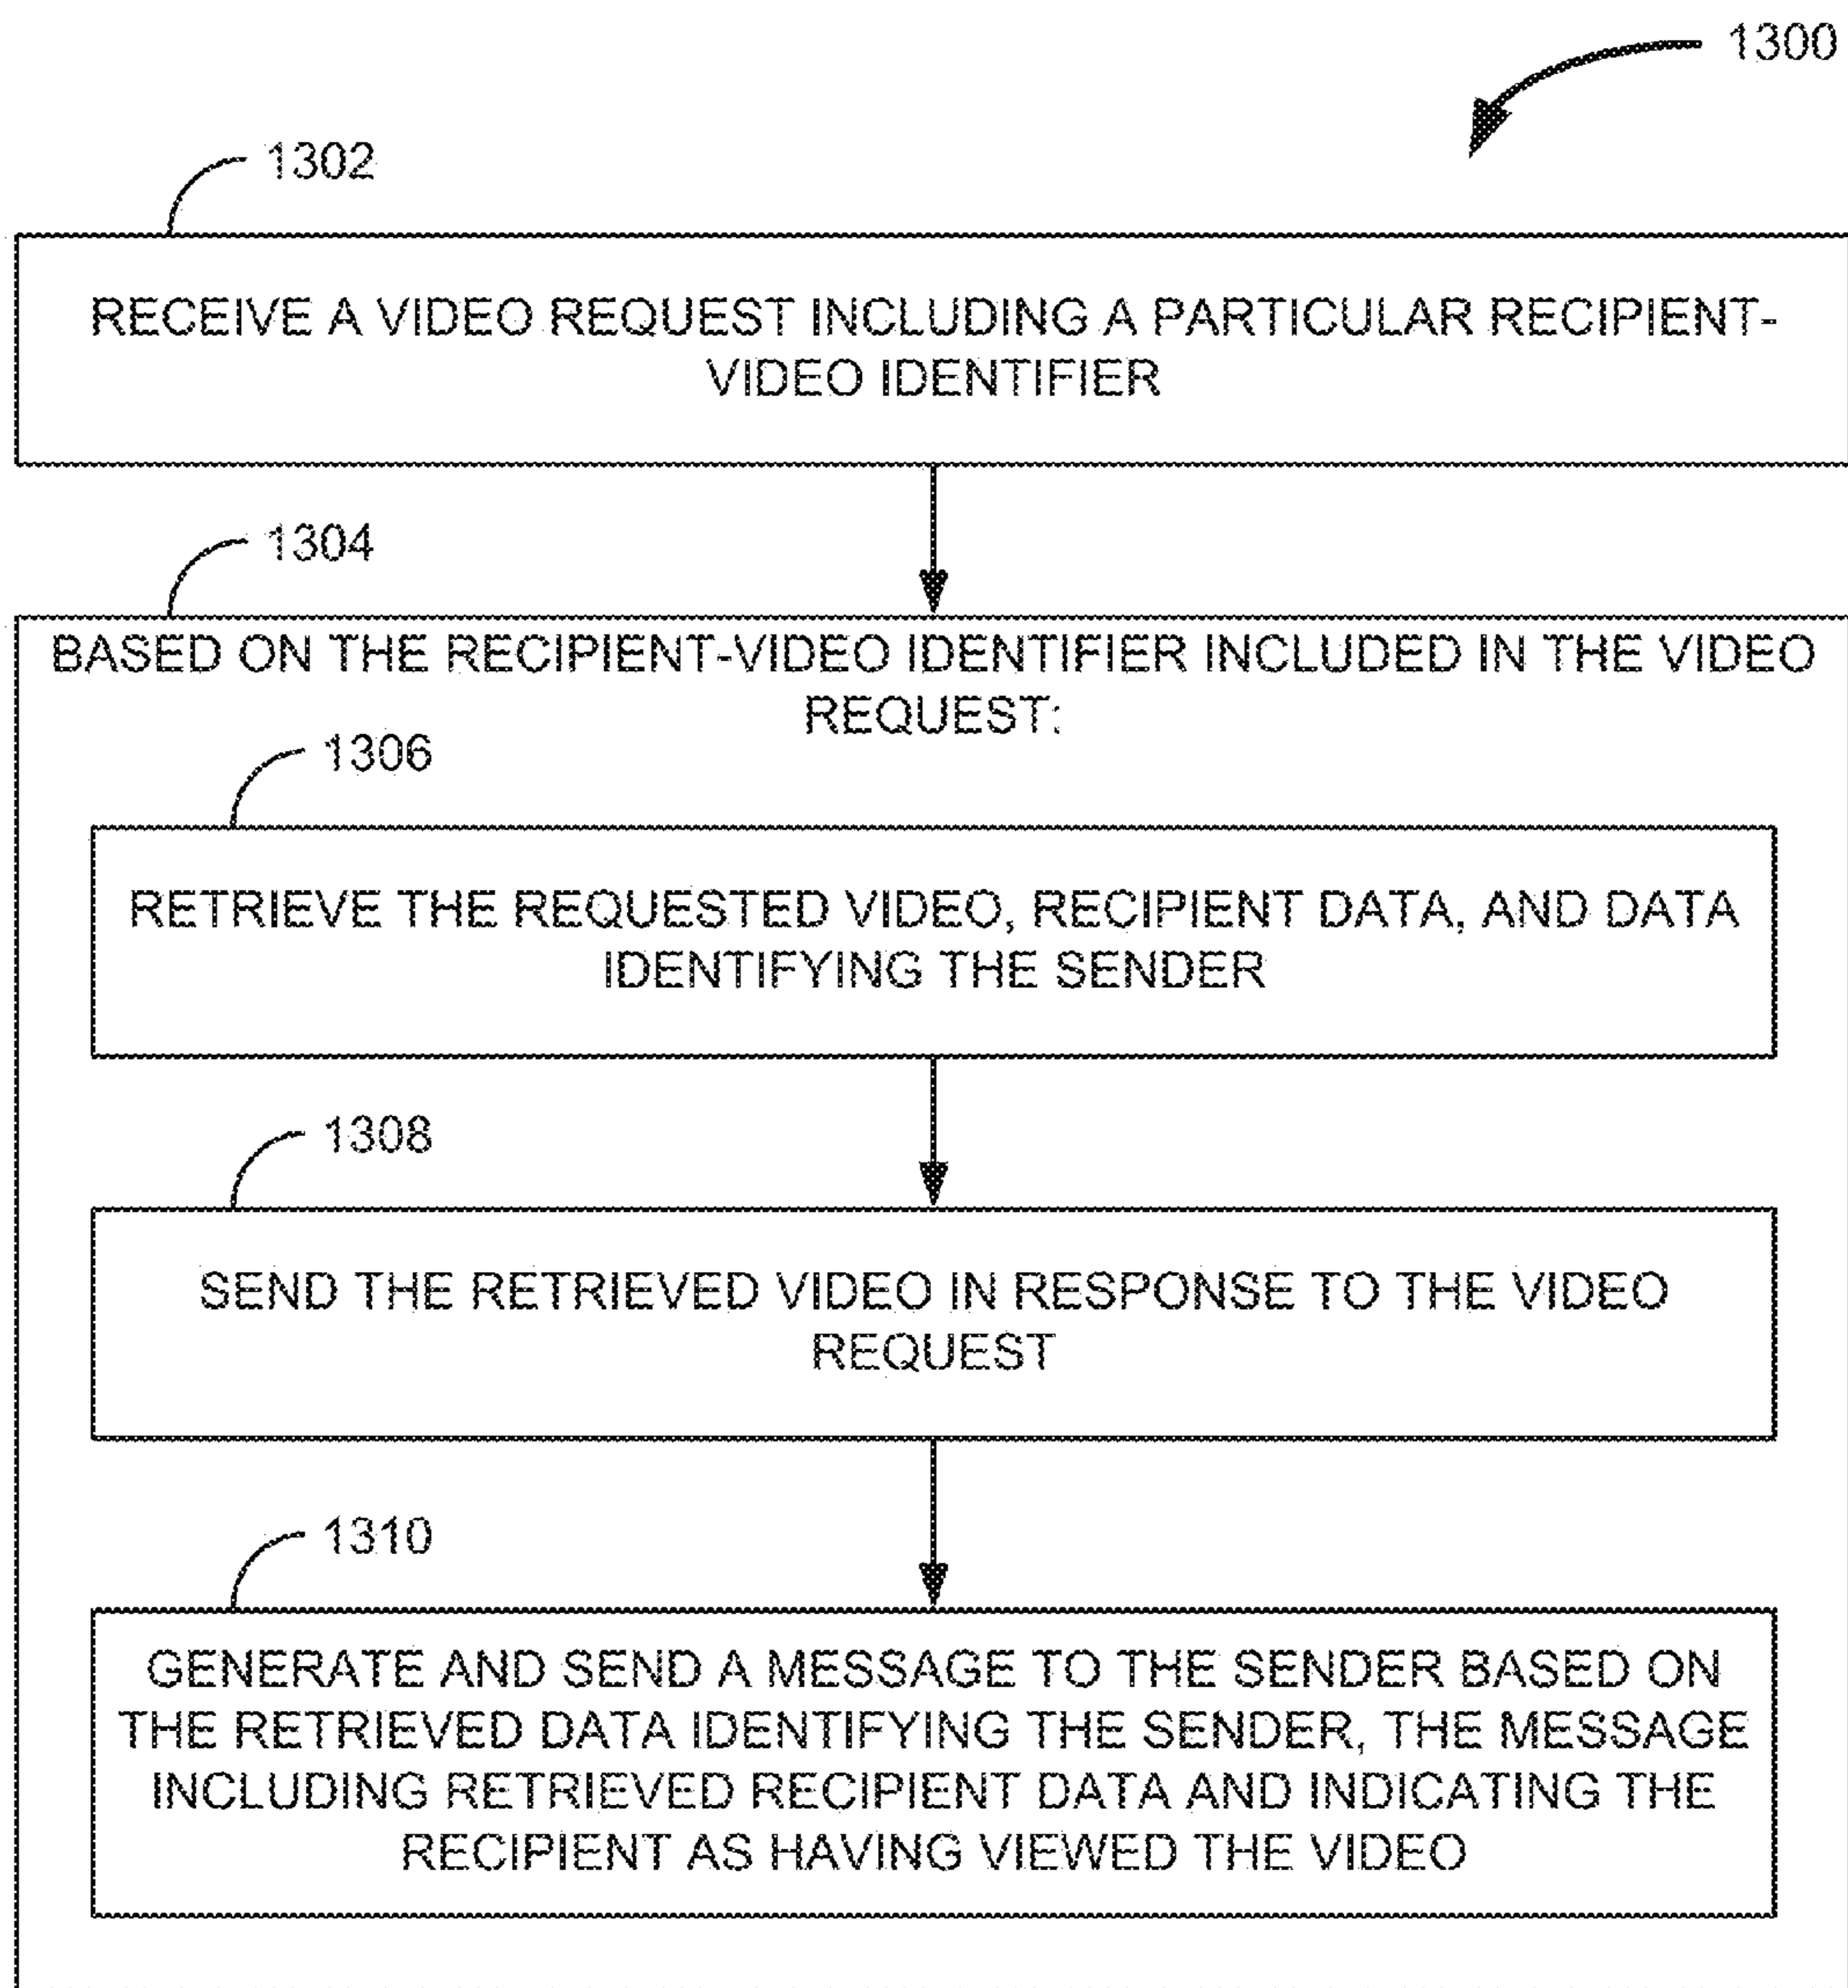 1300
1302
RECEIVE A VIDEO REQUEST INCLUDING A PARTICULAR RECIPIENT-
VIDEO IDENTIFIER
1304
BASED ON THE RECIPIENT-VIDEO IDENTIFIER INCLUDED IN THE VIDEO
REQUEST:
1306
RETRIEVE THE REQUESTED VIDEO, RECIPIENT DATA, AND DATA
IDENTIFYING THE SENDER
1308
SEND THE RETRIEVED VIDEO IN RESPONSE TO THE VIDEO
REQUEST
1310
GENERATE AND SEND A MESSAGE TO THE SENDER BASED ON
THE RETRIEVED DATA IDENTIFYING THE SENDER, THE MESSAGE
INCLUDING RETRIEVED RECIPIENT DATA AND INDICATING THE
RECIPIENT AS HAVING VIEWED THE VIDEO